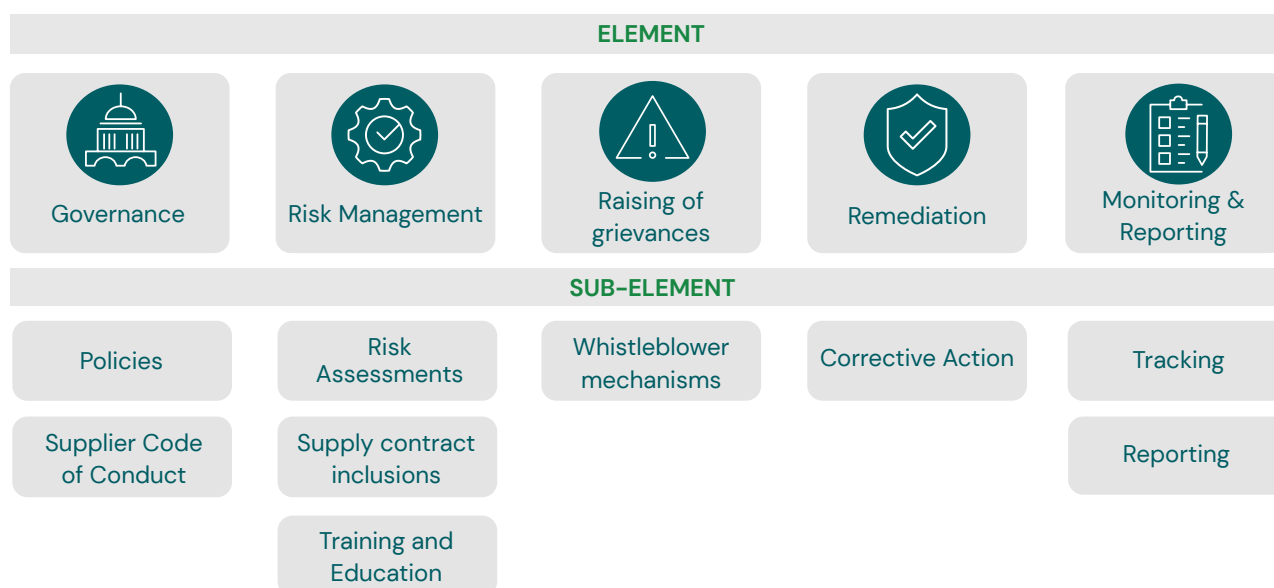 ELEMENT
Governance
Risk Management
Raising of
grievances
Remediation
Monitoring &
Reporting
SUB-ELEMENT
Policies
Risk
Assessments
Whistleblower
mechanisms
Corrective Action
Tracking
Supplier Code
of Conduct
Supply contract
inclusions
Reporting
Training and
Education